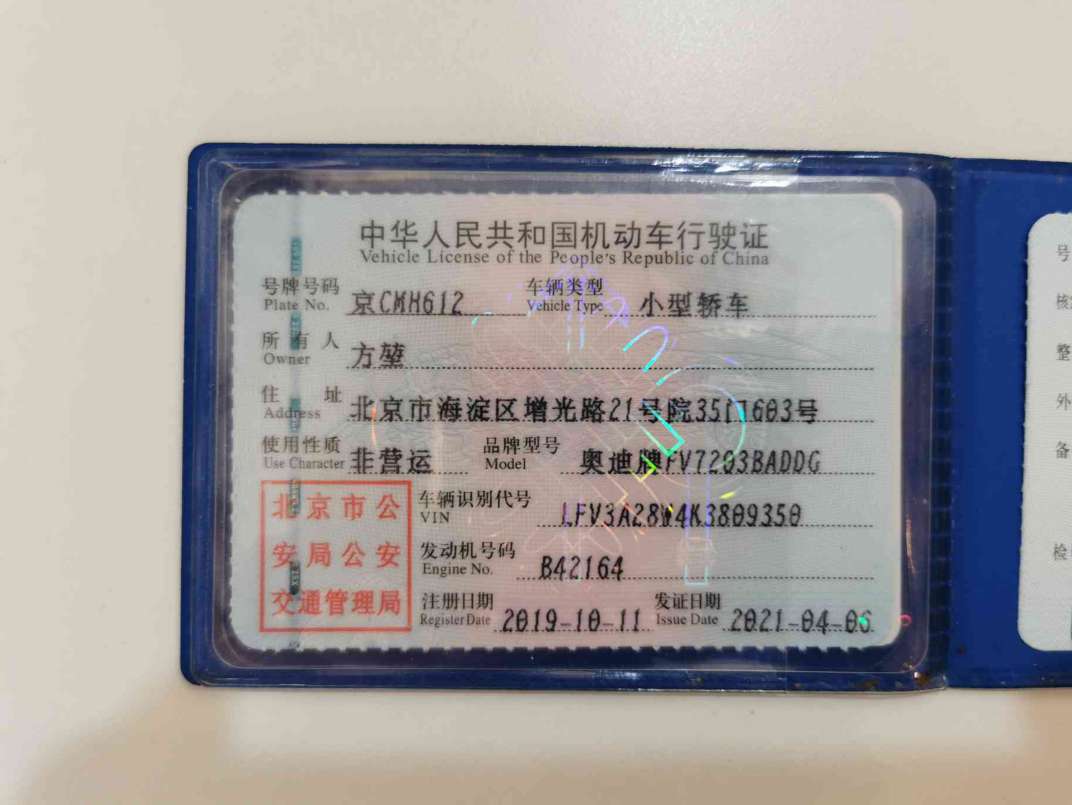 中华人民共和国机动车行驶证
Vehicle License of the People's Republic of China
号牌号码 京CMH612 车辆类型 小型轿车
Plate No. Vehicle Type
所有人 方堃
Owner
住址 北京市海淀区增光路21号院35门603号
Address
使用性质 非营运 品牌型号 奥迪牌FV7203BADDG
Use Character Model
北京市公
安局公安
交通管理局
车辆识别代号 LFV3A28W4K3809350
VIN
发动机号码 B42164
Engine No.
注册日期 2019-10-11 发证日期 2021-04-06
Register Date Issue Date
号
核
整
外
备
检